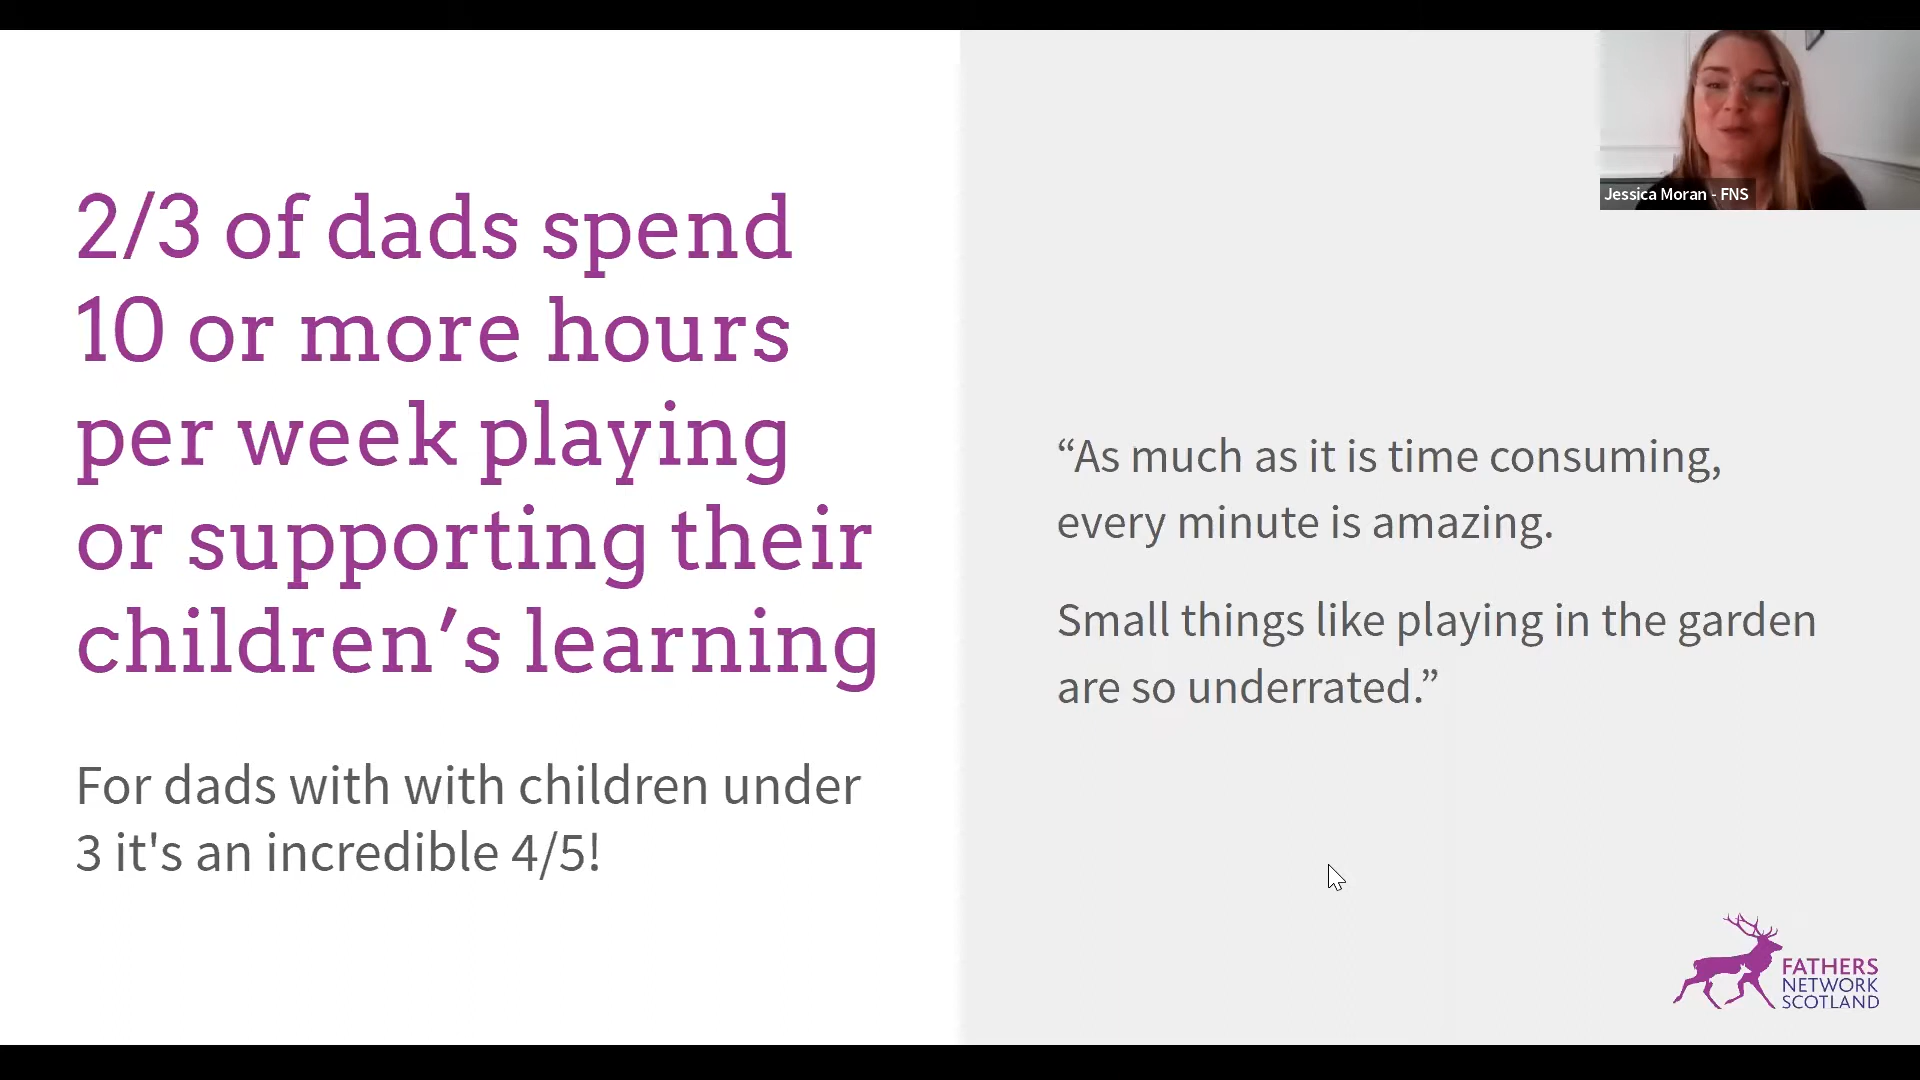 2/3 of dads spend
10 or more hours
per week playing
or supporting their
children’s learning
For dads with with children under
3 it's an incredible 4/5!
“As much as it is time consuming,
every minute is amazing.
Small things like playing in the garden
are so underrated.”
Jessica Moran - FNS
FATHERS
NETWORK
SCOTLAND